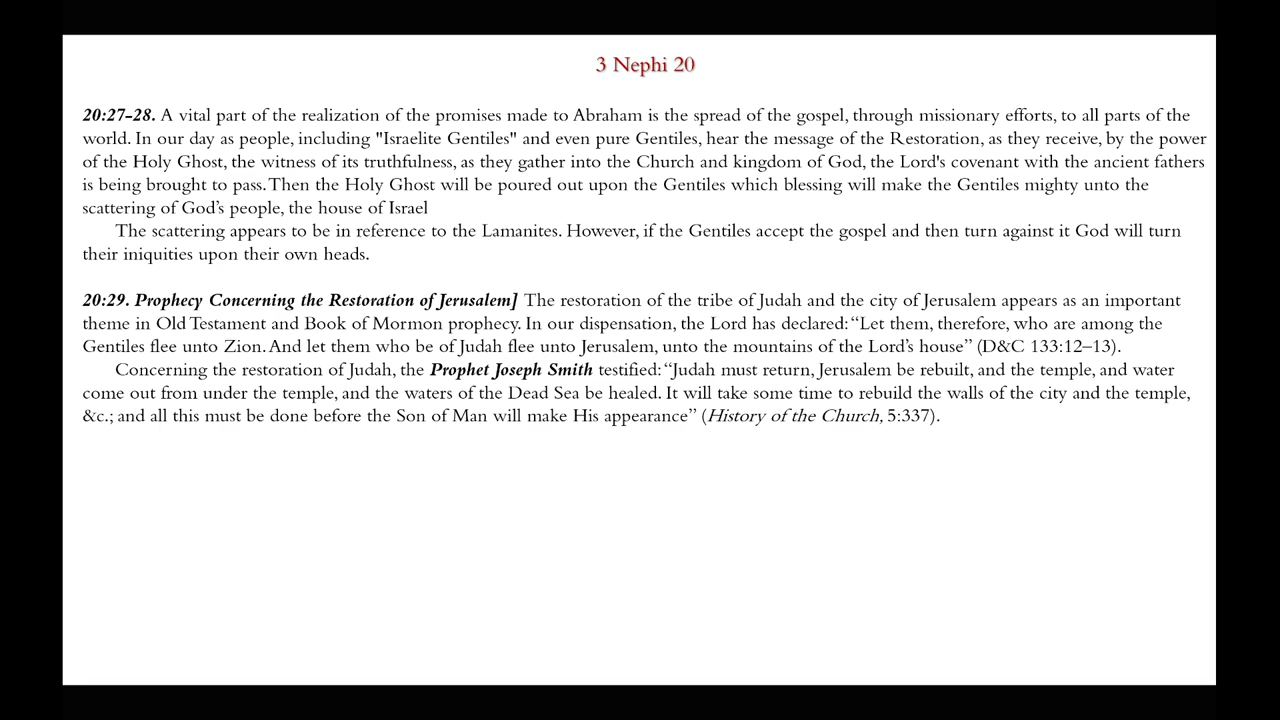 3 Nephi 20
20:27-28. A vital part of the realization of the promises made to Abraham is the spread of the gospel, through missionary efforts, to all parts of the
world. In our day as people, including "Israelite Gentiles" and even pure Gentiles, hear the message of the Restoration, as they receive, by the power
of the Holy Ghost, the witness of its truthfulness, as they gather into the Church and kingdom of God, the Lord's covenant with the ancient fathers
is being brought to pass. Then the Holy Ghost will be poured out upon the Gentiles which blessing will make the Gentiles mighty unto the
scattering of God’s people, the house of Israel
The scattering appears to be in reference to the Lamanites. However, if the Gentiles accept the gospel and then turn against it God will turn
their iniquities upon their own heads.
20:29. Prophecy Concerning the Restoration of Jerusalem] The restoration of the tribe of Judah and the city of Jerusalem appears as an important
theme in Old Testament and Book of Mormon prophecy. In our dispensation, the Lord has declared: “Let them, therefore, who are among the
Gentiles flee unto Zion. And let them who be of Judah flee unto Jerusalem, unto the mountains of the Lord’s house” (D&C 133:12–13).
Concerning the restoration of Judah, the Prophet Joseph Smith testified: “Judah must return, Jerusalem be rebuilt, and the temple, and water
come out from under the temple, and the waters of the Dead Sea be healed. It will take some time to rebuild the walls of the city and the temple,
&c.; and all this must be done before the Son of Man will make His appearance” (History of the Church, 5:337).